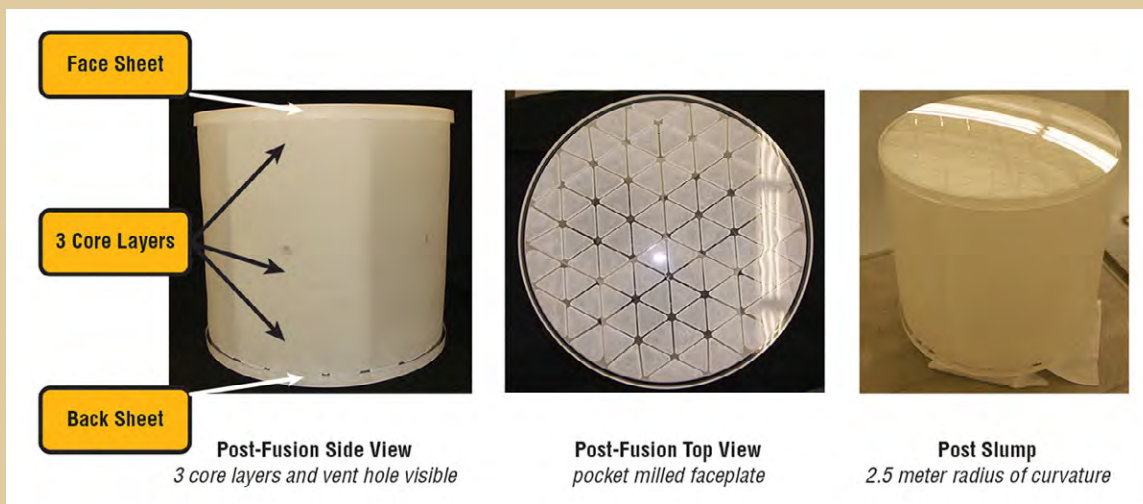 Face Sheet
3 Core Layers
Back Sheet
Post-Fusion Side View
3 core layers and vent hole visible
Post-Fusion Top View
pocket milled faceplate
Post Slump
2.5 meter radius of curvature